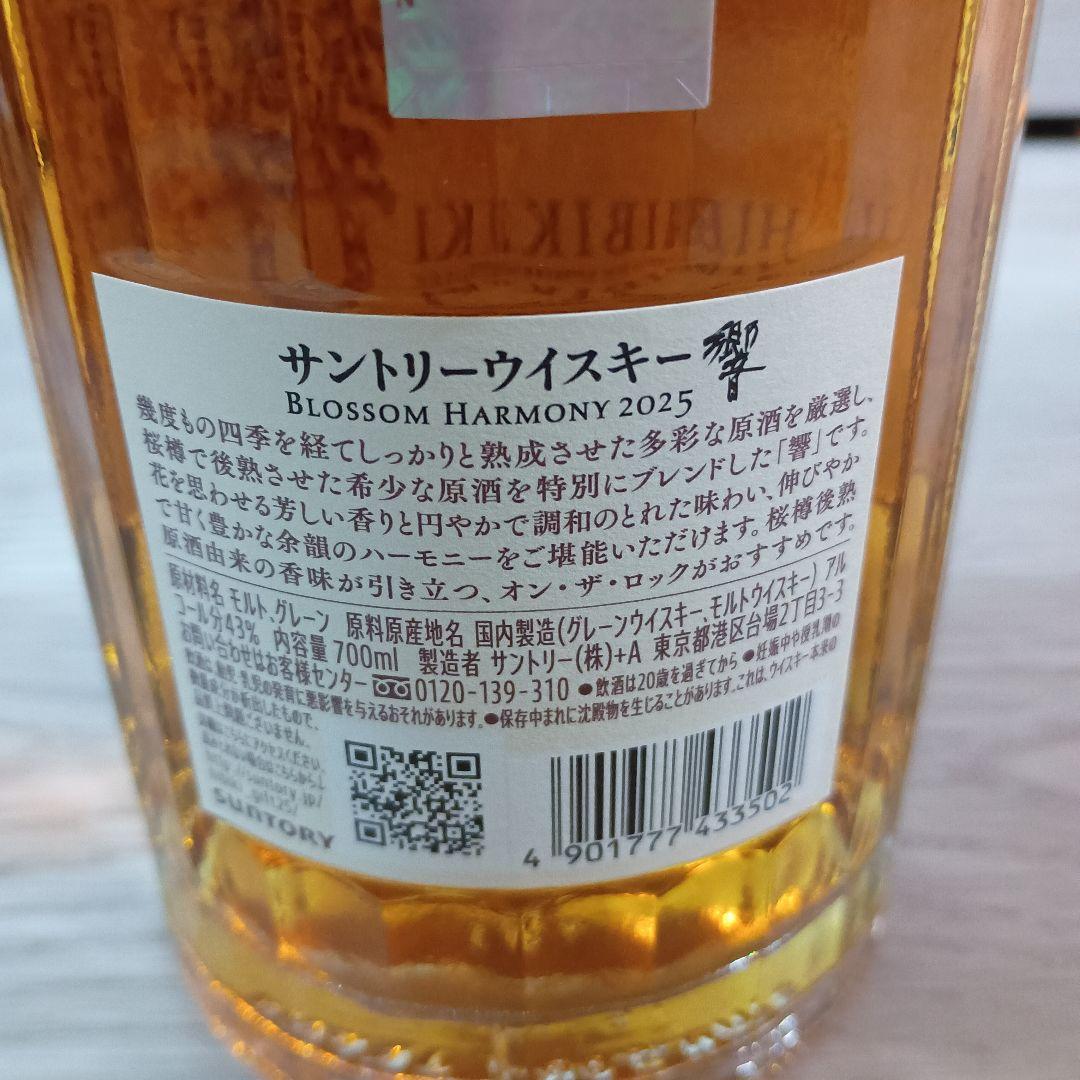 HIBIKI
サントリーウイスキー 響
BLOSSOM HARMONY 2025
幾度もの四季を経てしっかりと熟成させた多彩な原酒を厳選し、
桜樽で後熟させた希少な原酒を特別にブレンドした「響」です。
花を思わせる芳しい香りと円やかで調和のとれた味わい、伸びやか
で甘く豊かな余韻のハーモニーをご堪能いただけます。桜樽後熟
原酒由来の香味が引き立つ、オン・ザ・ロックがおすすめです。
原材料名 モルト、グレーン 原料原産地名 国内製造(グレーンウイスキー、モルトウイスキー) アル
コール分43% 内容量 700ml 製造者 サントリー(株)+A 東京都港区台場2丁目3-3
お問い合わせはお客様センター 0120-139-310 ●飲酒は20歳を過ぎてから ●妊娠中や授乳期の
飲酒は、胎児・乳児の発育に悪影響を与えるおそれがあります。●保存中まれに沈殿物を生じることがあります。これは、ウイスキー本来の
SUNTORY
4 901777 433502